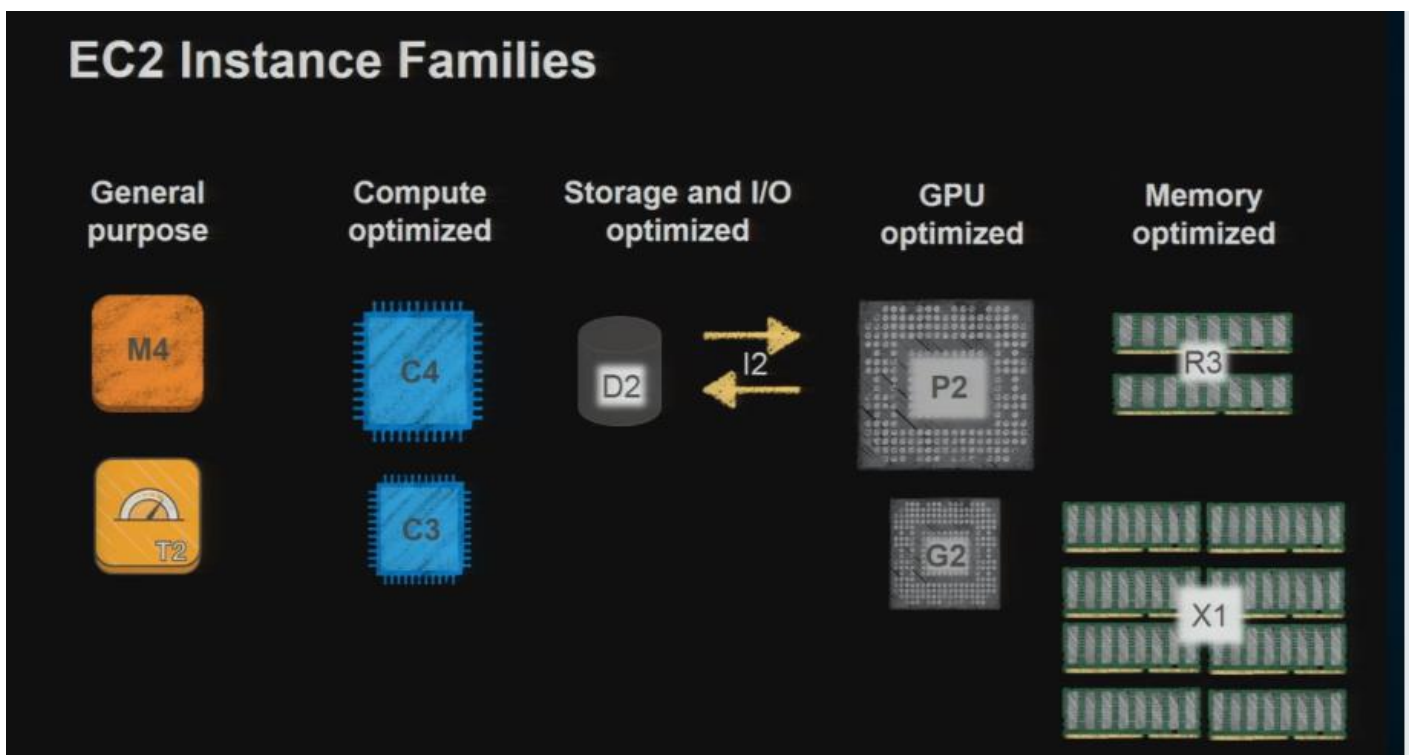 EC2 Instance Families
General
purpose
Compute
optimized
Storage and I/O
optimized
GPU
optimized
Memory
optimized
M4
T2
C4
C3
D2
I2
P2
G2
R3
X1